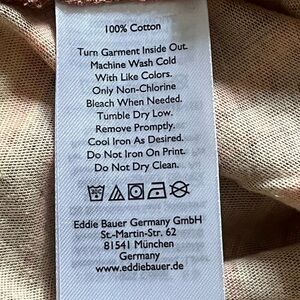 100% Cotton
Turn Garment Inside Out.
Machine Wash Cold
With Like Colors.
Only Non-Chlorine
Bleach When Needed.
Tumble Dry Low.
Remove Promptly.
Cool Iron As Desired.
Do Not Iron On Print.
Do Not Dry Clean.
Eddie Bauer Germany GmbH
St.-Martin-Str. 62
81541 München
Germany
www.eddiebauer.de